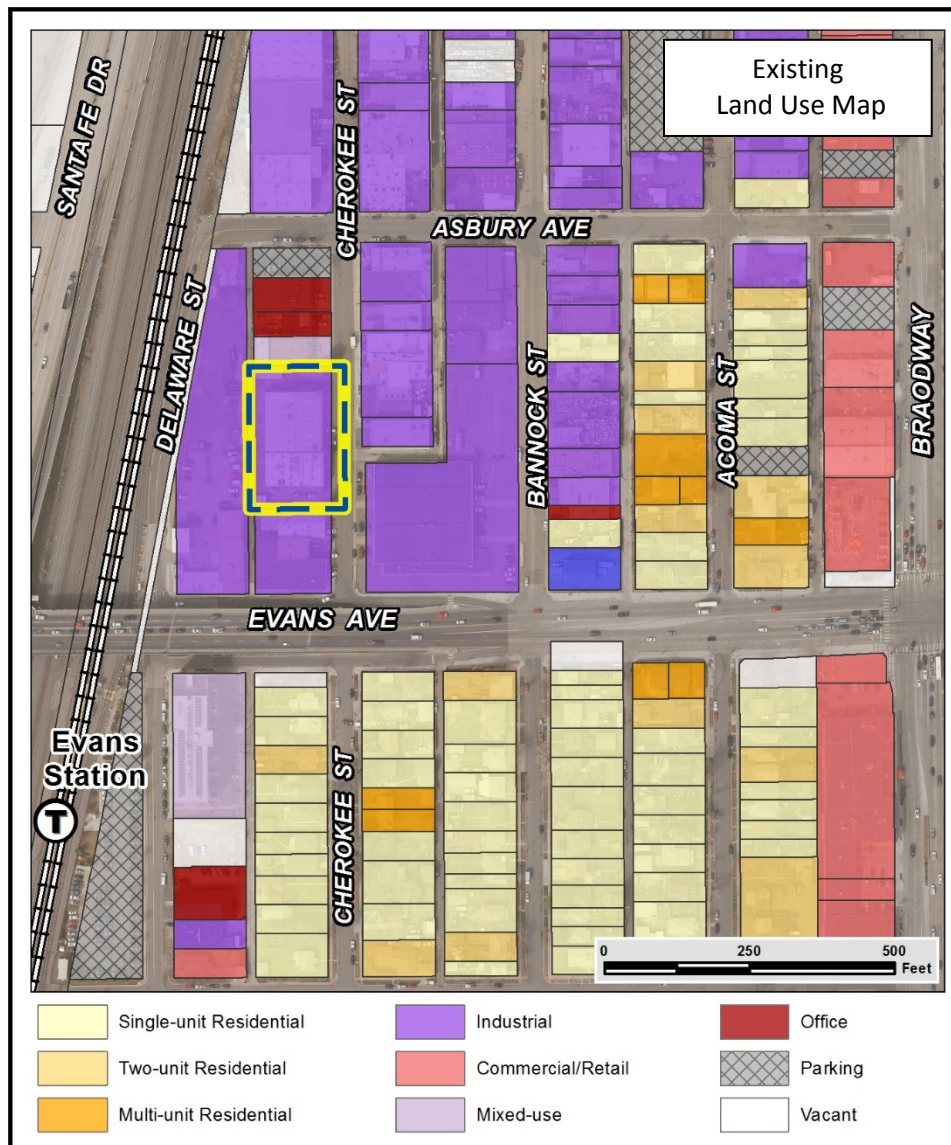 Existing
Land Use Map
SANTAFE DR
CHEROKEE ST
ASBURY AVE
DELAWARE ST
BANNOCK ST
ACOMA ST
BRAODWAY
EVANS AVE
Evans
Station
T
CHEROKEE ST
0 250 500
Feet
Single-unit Residential
Industrial
Office
Two-unit Residential
Commercial/Retail
Parking
Multi-unit Residential
Mixed-use
Vacant